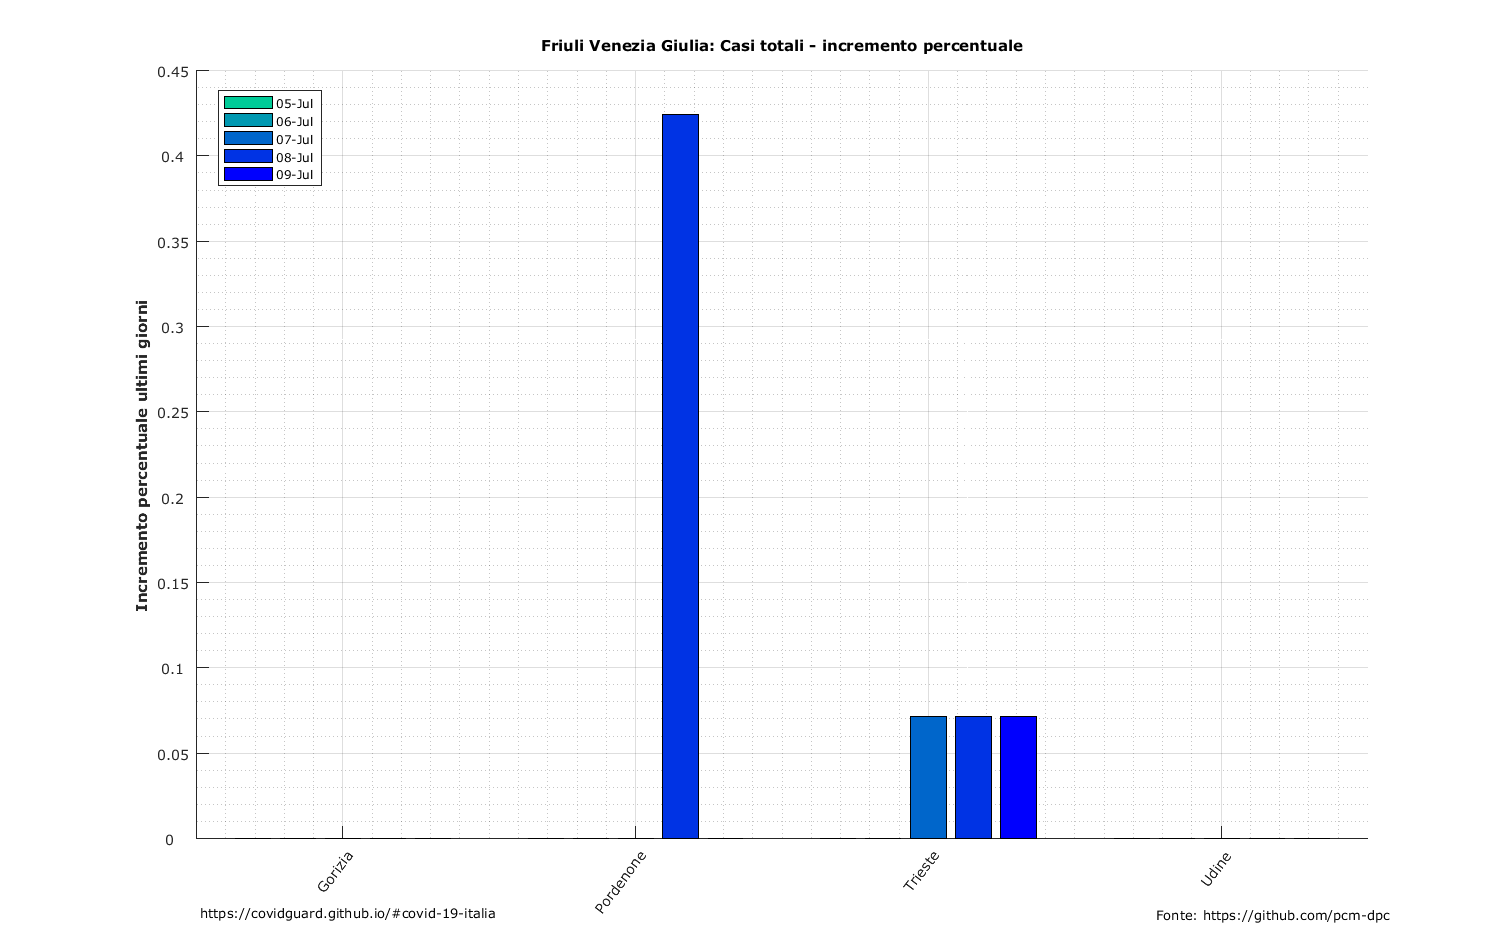 Friuli Venezia Giulia: Casi totali - incremento percentuale
0.45
0.4
0.35
0.3
0.25
0.2
0.15
0.1
0.05
0
Incremento percentuale ultimi giorni
05-Jul
06-Jul
07-Jul
08-Jul
09-Jul
Gorizia
Pordenone
Trieste
Udine
https://covidguard.github.io/#covid-19-italia
Fonte: https://github.com/pcm-dpc